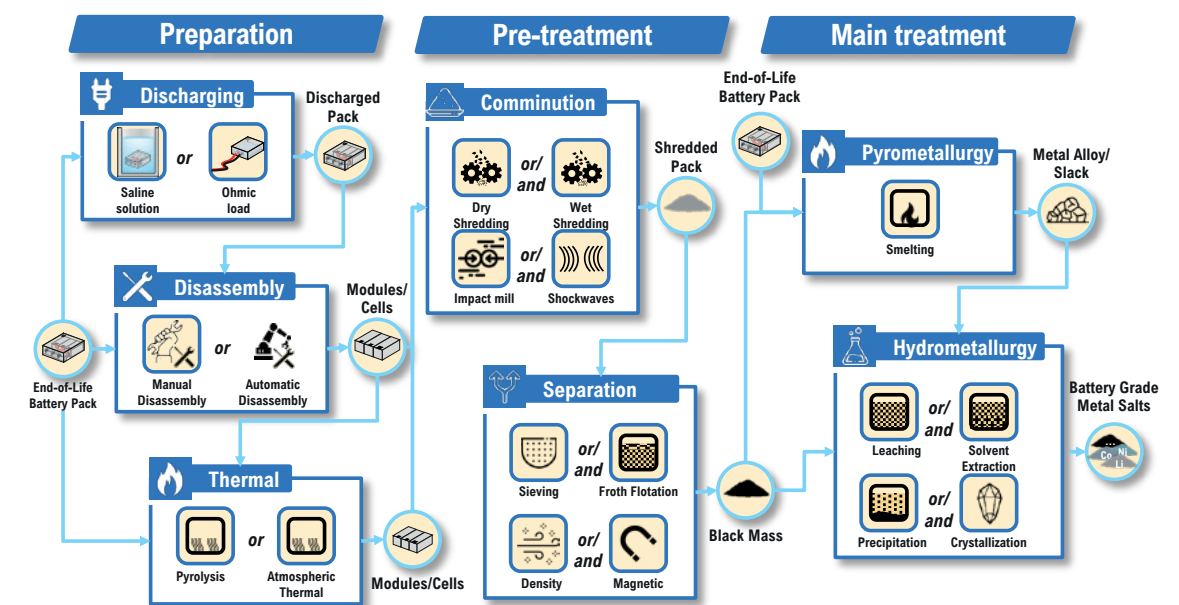 Preparation
Pre-treatment
Main treatment
Discharging
Saline
solution
or
Ohmic
load
Discharged
Pack
Disassembly
Manual
Disassembly
or
Automatic
Disassembly
Modules/
Cells
End-of-Life
Battery Pack
Thermal
Pyrolysis
or
Atmospheric
Thermal
Modules/Cells
Comminution
Dry
Shredding
or/
and
Wet
Shredding
Impact mill
or/
and
Shockwaves
Shredded
Pack
Separation
Sieving
or/
and
Froth Flotation
Density
or/
and
Magnetic
Black Mass
End-of-Life
Battery Pack
Pyrometallurgy
Smelting
Metal Alloy/
Slack
Hydrometallurgy
Leaching
or/
and
Solvent
Extraction
Precipitation
or/
and
Crystallization
Battery Grade
Metal Salts
...
Co Ni
Li